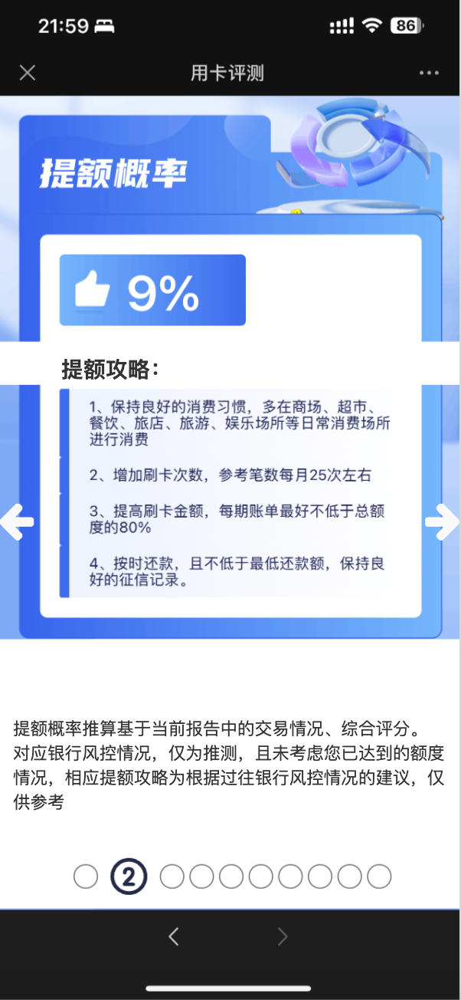 21:59
86
用卡评测
提额概率
9%
提额攻略：
1、保持良好的消费习惯，多在商场、超市、
餐饮、旅店、旅游、娱乐场所等日常消费场所
进行消费
2、增加刷卡次数，参考笔数每月25次左右
3、提高刷卡金额，每期账单最好不低于总额
度的80%
4、按时还款，且不低于最低还款额，保持良
好的征信记录。
提额概率推算基于当前报告中的交易情况、综合评分。
对应银行风控情况，仅为推测，且未考虑您已达到的额度
情况，相应提额攻略为根据过往银行风控情况的建议，仅
供参考
2